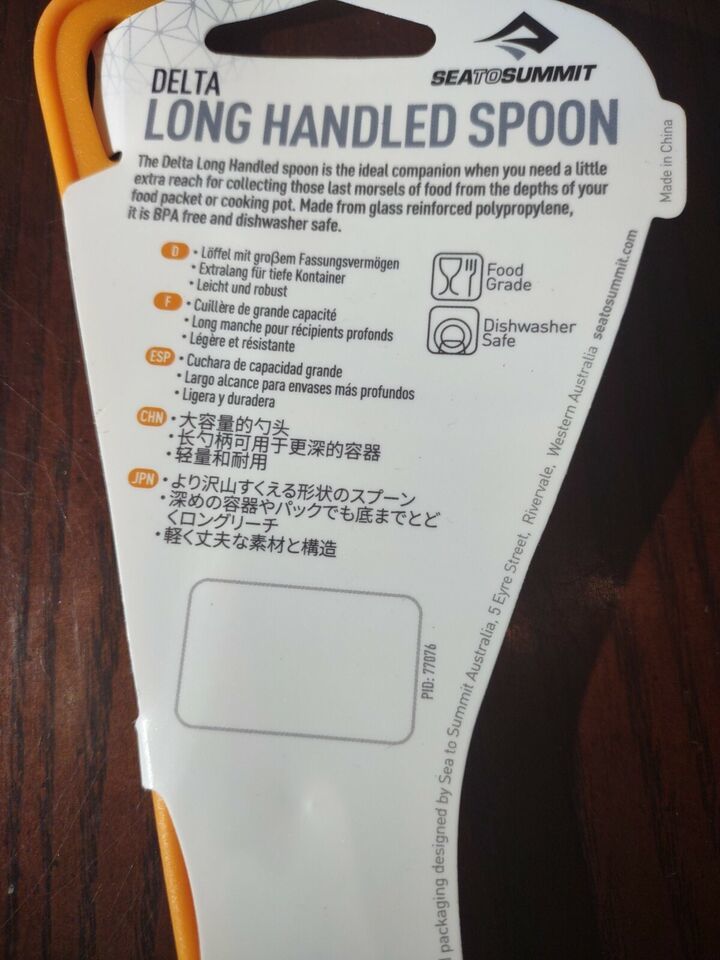 SEATOSUMMIT
DELTA
LONG HANDLED SPOON
The Delta Long Handled spoon is the ideal companion when you need a little
extra reach for collecting those last morsels of food from the depths of your
food packet or cooking pot. Made from glass reinforced polypropylene,
it is BPA free and dishwasher safe.
D • Löffel mit großem Fassungsvermögen
• Extralang für tiefe Kontainer
• Leicht und robust
F • Cuillère de grande capacité
• Long manche pour récipients profonds
• Légère et résistante
ESP • Cuchara de capacidad grande
• Largo alcance para envases más profundos
• Ligera y duradera
CHN • 大容量的勺头
• 长勺柄可用于更深的容器
• 轻量和耐用
JPN • より沢山すくえる形状のスプーン
• 深めの容器やパックでも底までとど
くロングリーチ
• 軽く丈夫な素材と構造
Food
Grade
Dishwasher
Safe
PID: 77076
Made in China
packaging designed by Sea to Summit Australia, 5 Eyre Street, Rivervale, Western Australia seatosummit.com